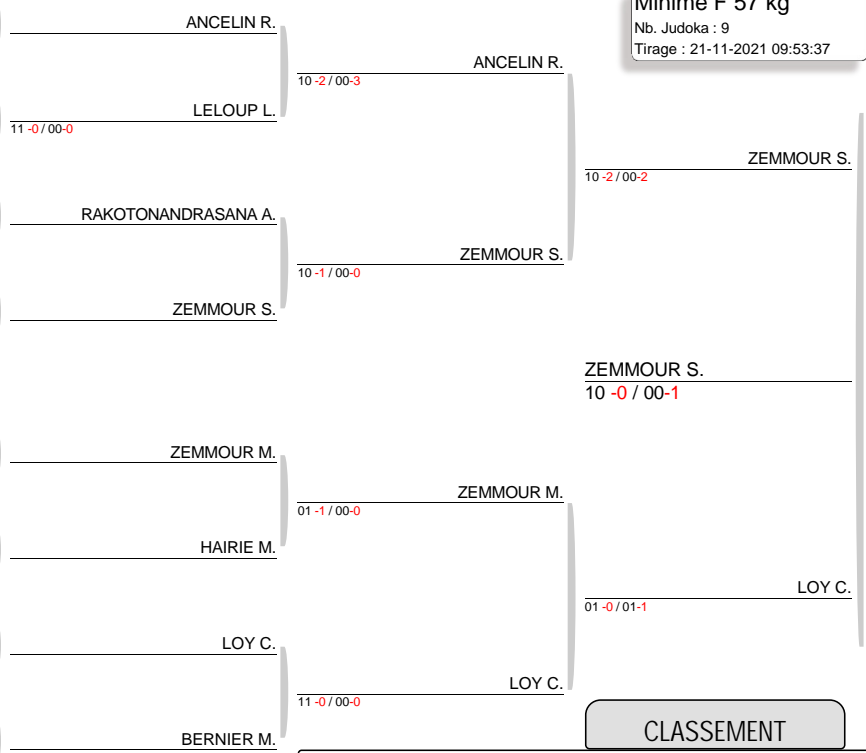 Minime F 57 kg
Nb. Judoka : 9
Tirage : 21-11-2021 09:53:37
ANCELIN R.
ANCELIN R.
10 -2 / 00-3
LELOUP L.
11 -0 / 00-0
ZEMMOUR S.
10 -2 / 00-2
RAKOTONANDRASANA A.
ZEMMOUR S.
10 -1 / 00-0
ZEMMOUR S.
ZEMMOUR S.
10 -0 / 00-1
ZEMMOUR M.
ZEMMOUR M.
01 -1 / 00-0
HAIRIE M.
LOY C.
01 -0 / 01-1
LOY C.
LOY C.
11 -0 / 00-0
BERNIER M.
CLASSEMENT